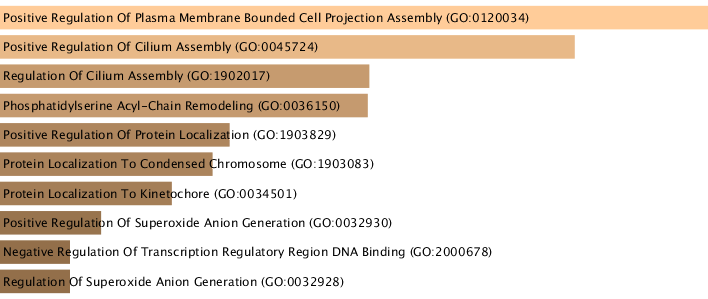 Positive Regulation Of Plasma Membrane Bounded Cell Projection Assembly (GO:0120034)
Positive Regulation Of Cilium Assembly (GO:0045724)
Regulation Of Cilium Assembly (GO:1902017)
Phosphatidylserine Acyl-Chain Remodeling (GO:0036150)
Positive Regulation Of Protein Localization (GO:1903829)
Protein Localization To Condensed Chromosome (GO:1903083)
Protein Localization To Kinetochore (GO:0034501)
Positive Regulation Of Superoxide Anion Generation (GO:0032930)
Negative Regulation Of Transcription Regulatory Region DNA Binding (GO:2000678)
Regulation Of Superoxide Anion Generation (GO:0032928)